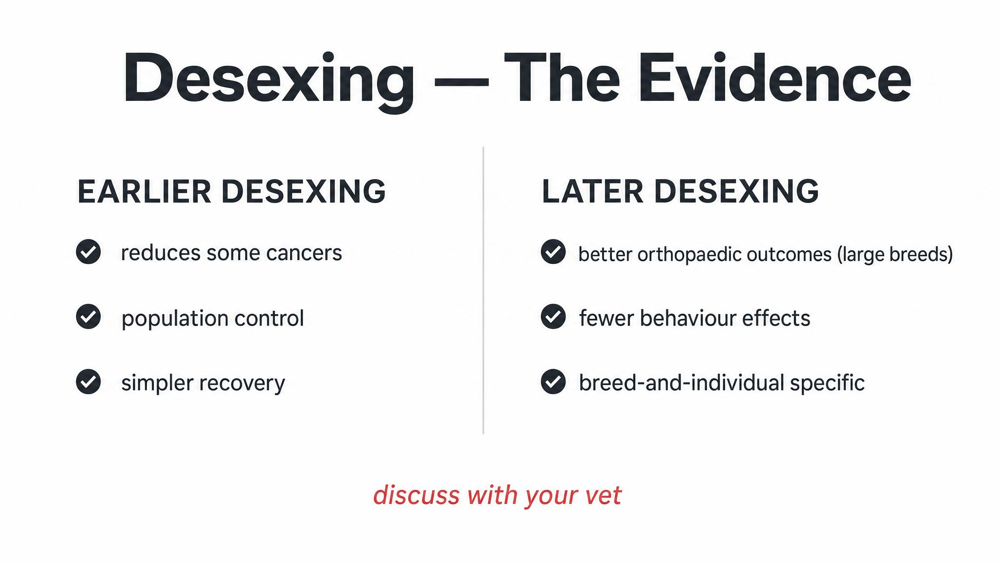 Desexing — The Evidence
EARLIER DESEXING
reduces some cancers
population control
simpler recovery
LATER DESEXING
better orthopaedic outcomes (large breeds)
fewer behaviour effects
breed-and-individual specific
discuss with your vet